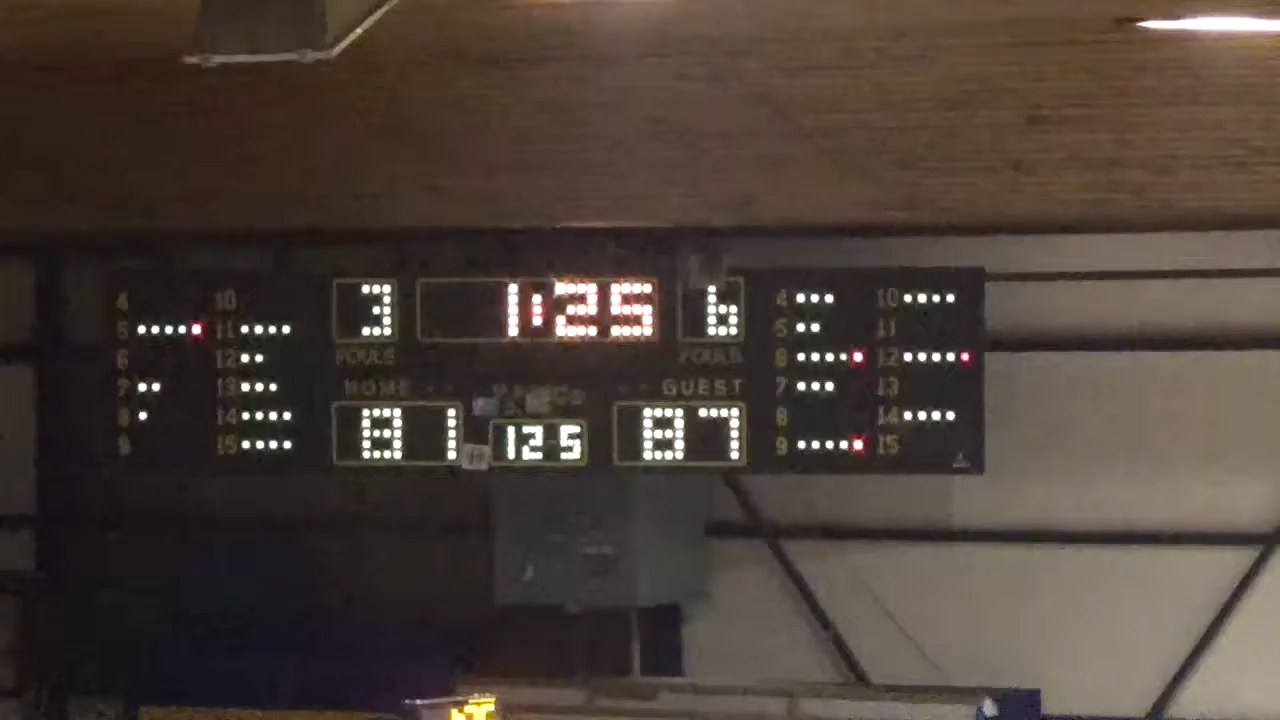 4 10 3 1:25 6 4 10
5 11 5 11
6 12 FOULS FOULS 6 12
7 13 HOME GUEST 7 13
8 14 81 12-5 87 8 14
9 15 9 15